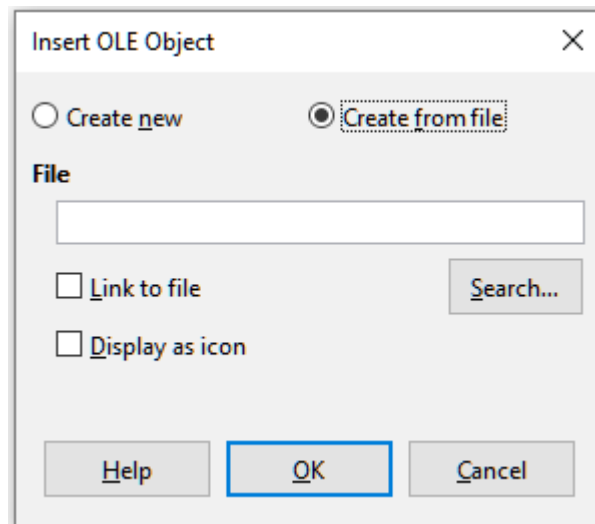 Insert OLE Object
Create new Create from file
File
Link to file Search...
Display as icon
Help OK Cancel